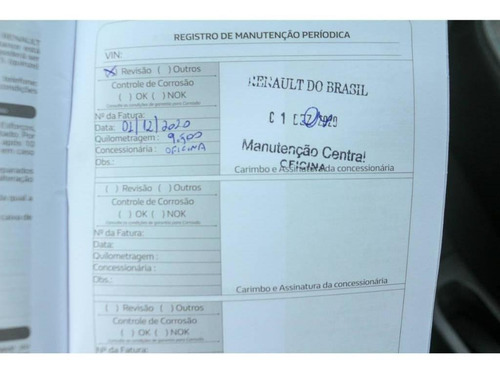 REGISTRO DE MANUTENÇÃO PERÍODICA
VIN:
(X) Revisão ( ) Outros
Controle de Corrosão
( ) OK ( ) NOK
Nº da Fatura:
Data: 01/12/2020
Quilometragem : 9.500
Concessionária : OFICINA
Obs.:
RENAULT DO BRASIL
Manutenção Central
OFICINA
Carimbo e Assinatura da concessionária
( ) Revisão ( ) Outros
Controle de Corrosão
( ) OK ( ) NOK
Nº da Fatura:
Data:
Quilometragem :
Concessionária :
Obs.:
Carimbo e Assinatura da concessionária
( ) Revisão ( ) Outros
Controle de Corrosão
( ) OK ( ) NOK
Nº da Fatura: